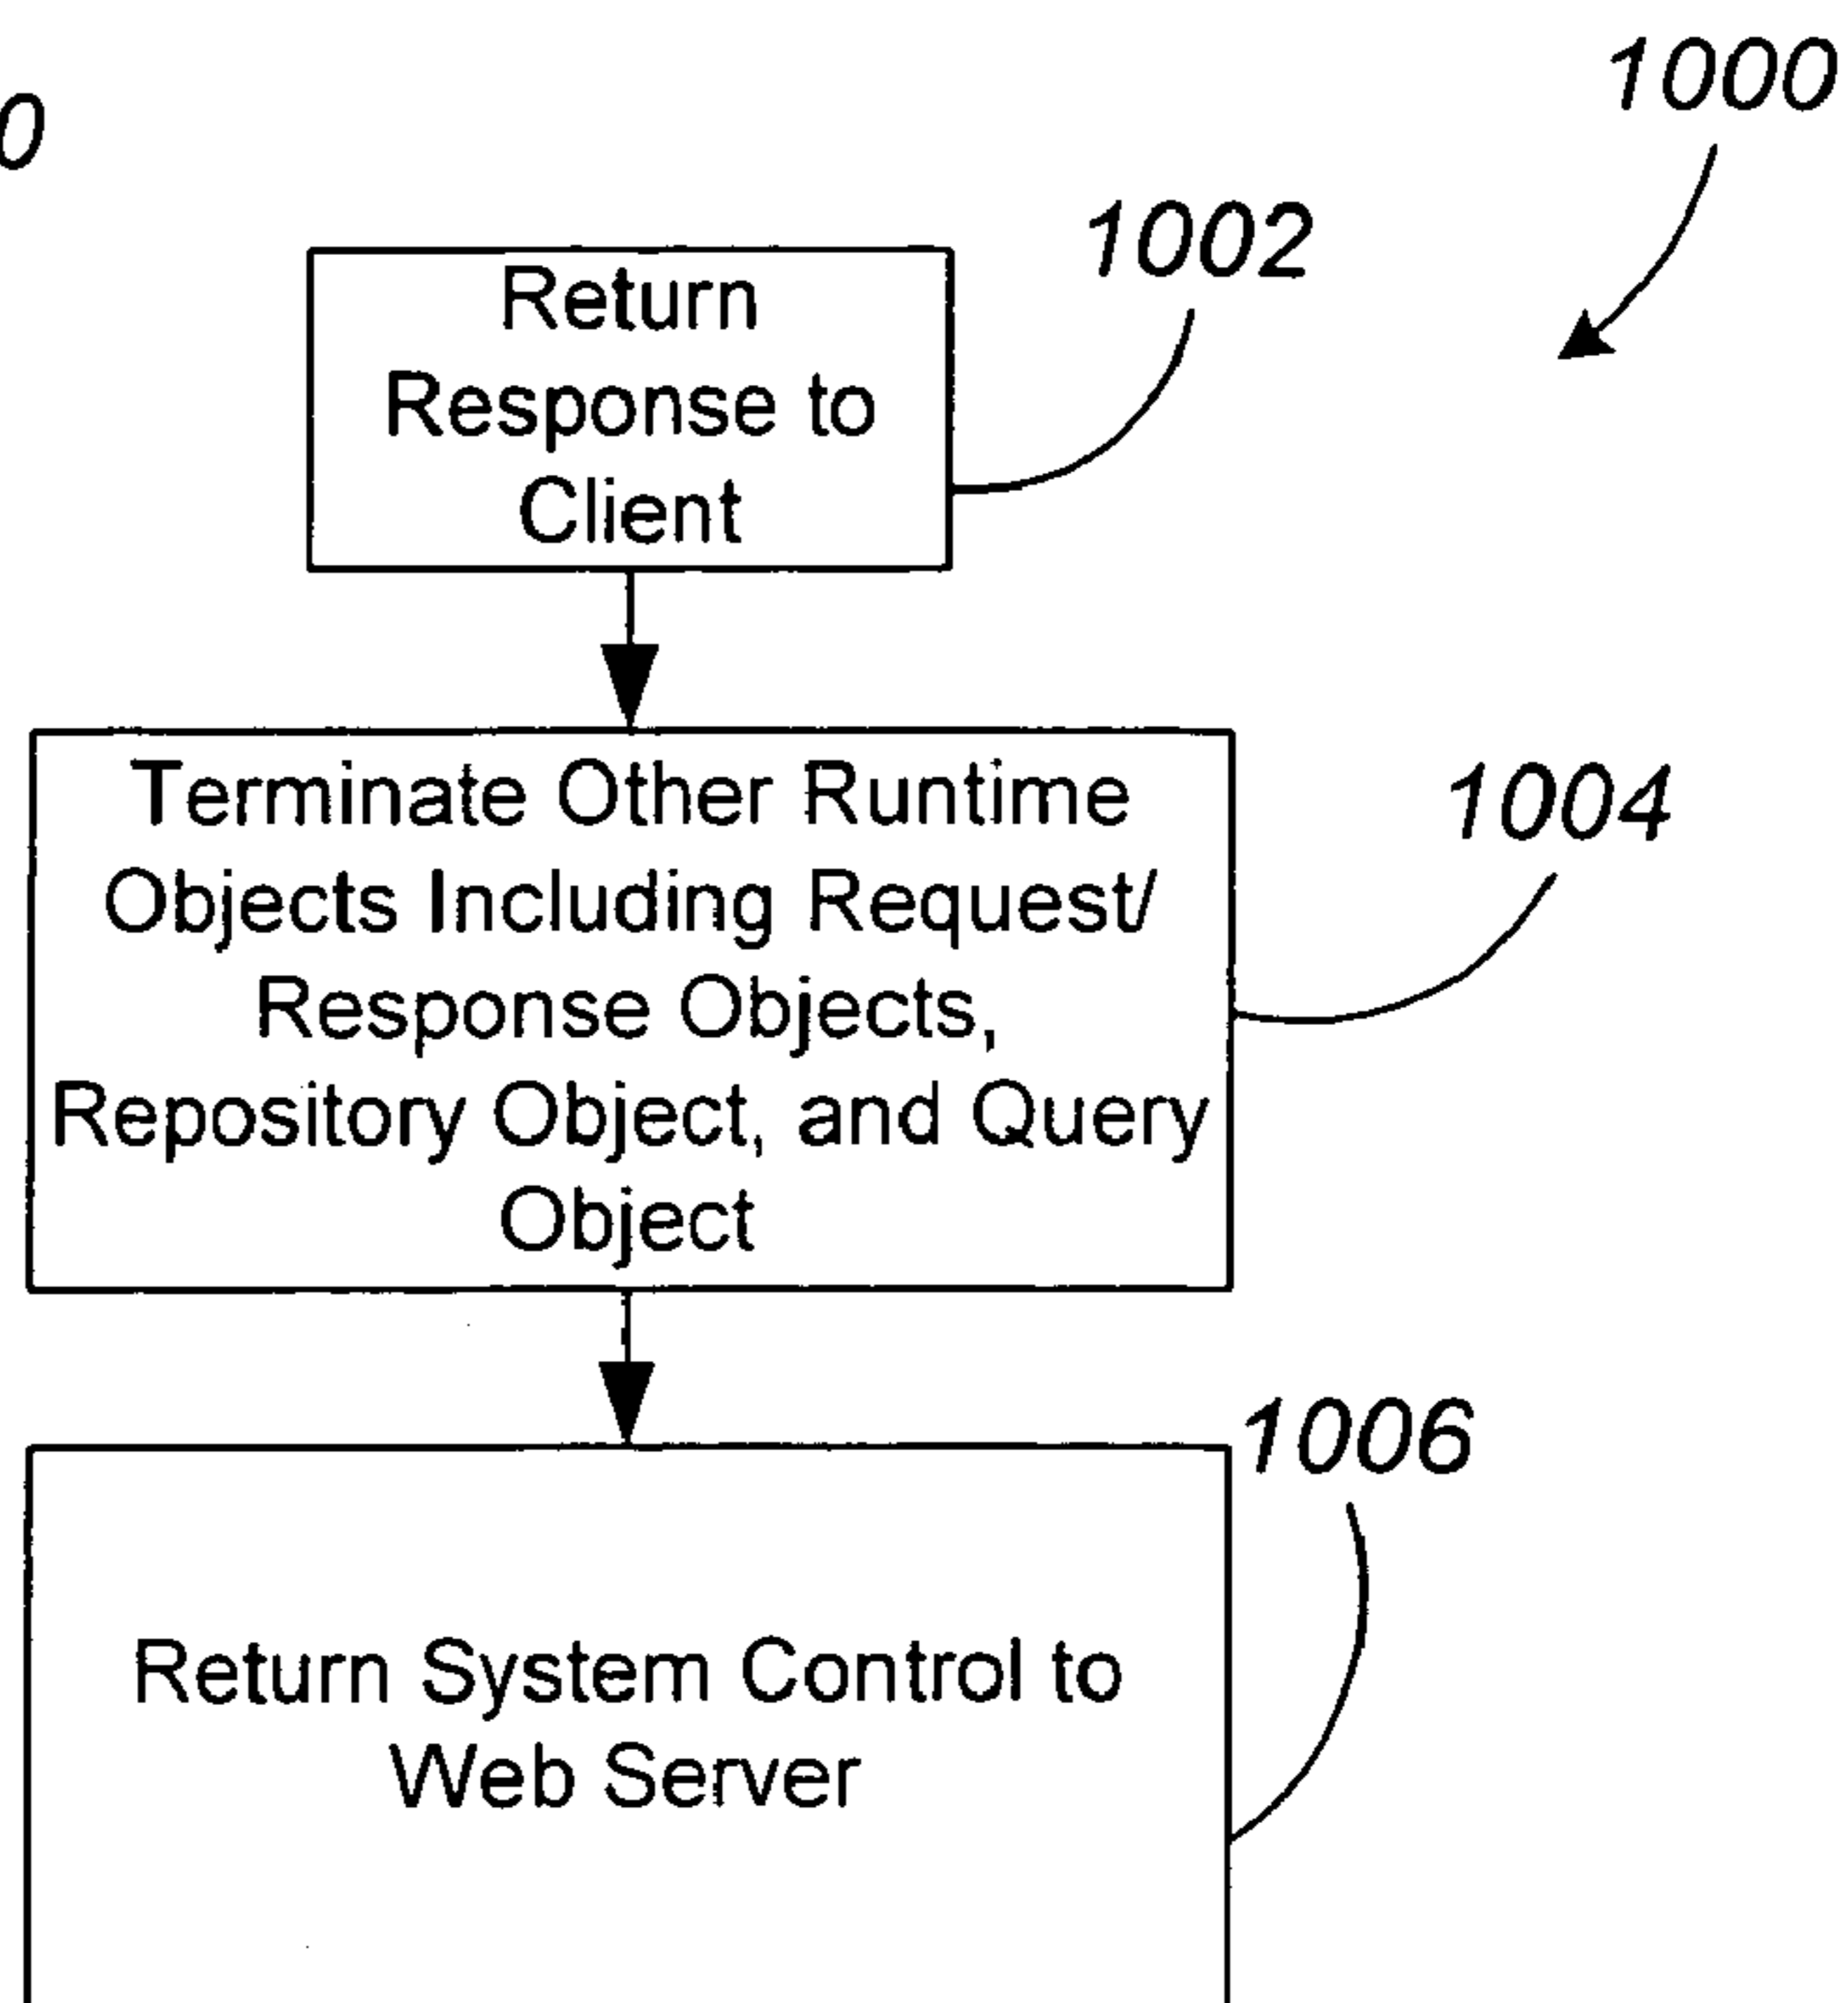 1000
0
1002
Return
Response to
Client
Terminate Other Runtime
Objects Including Request/
Response Objects,
Repository Object, and Query
Object
1004
1006
Return System Control to
Web Server